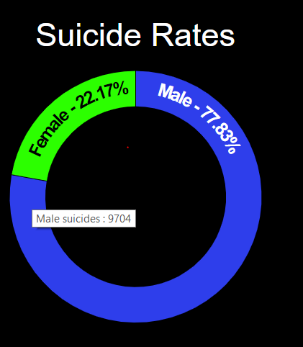 Suicide Rates
Female - 22.17%
Male - 77.83%
Male suicides : 9704